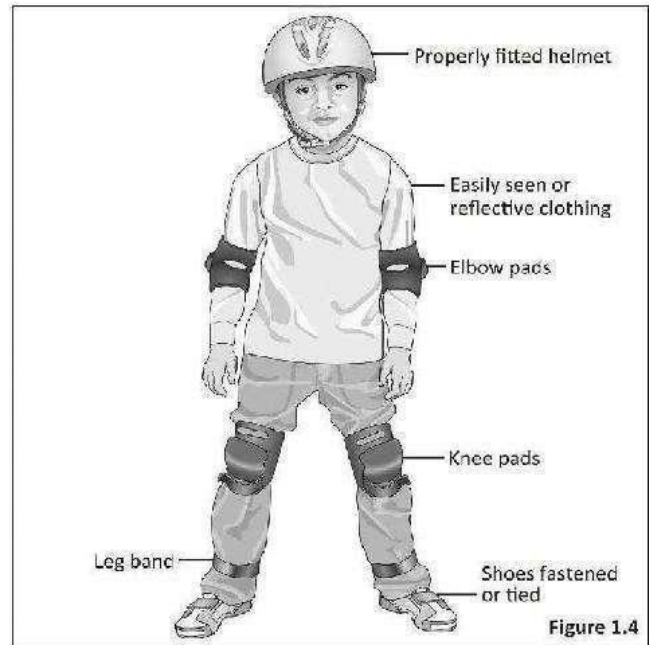 Properly fitted helmet
Easily seen or
reflective clothing
Elbow pads
Knee pads
Leg band
Shoes fastened
or tied
Figure 1.4